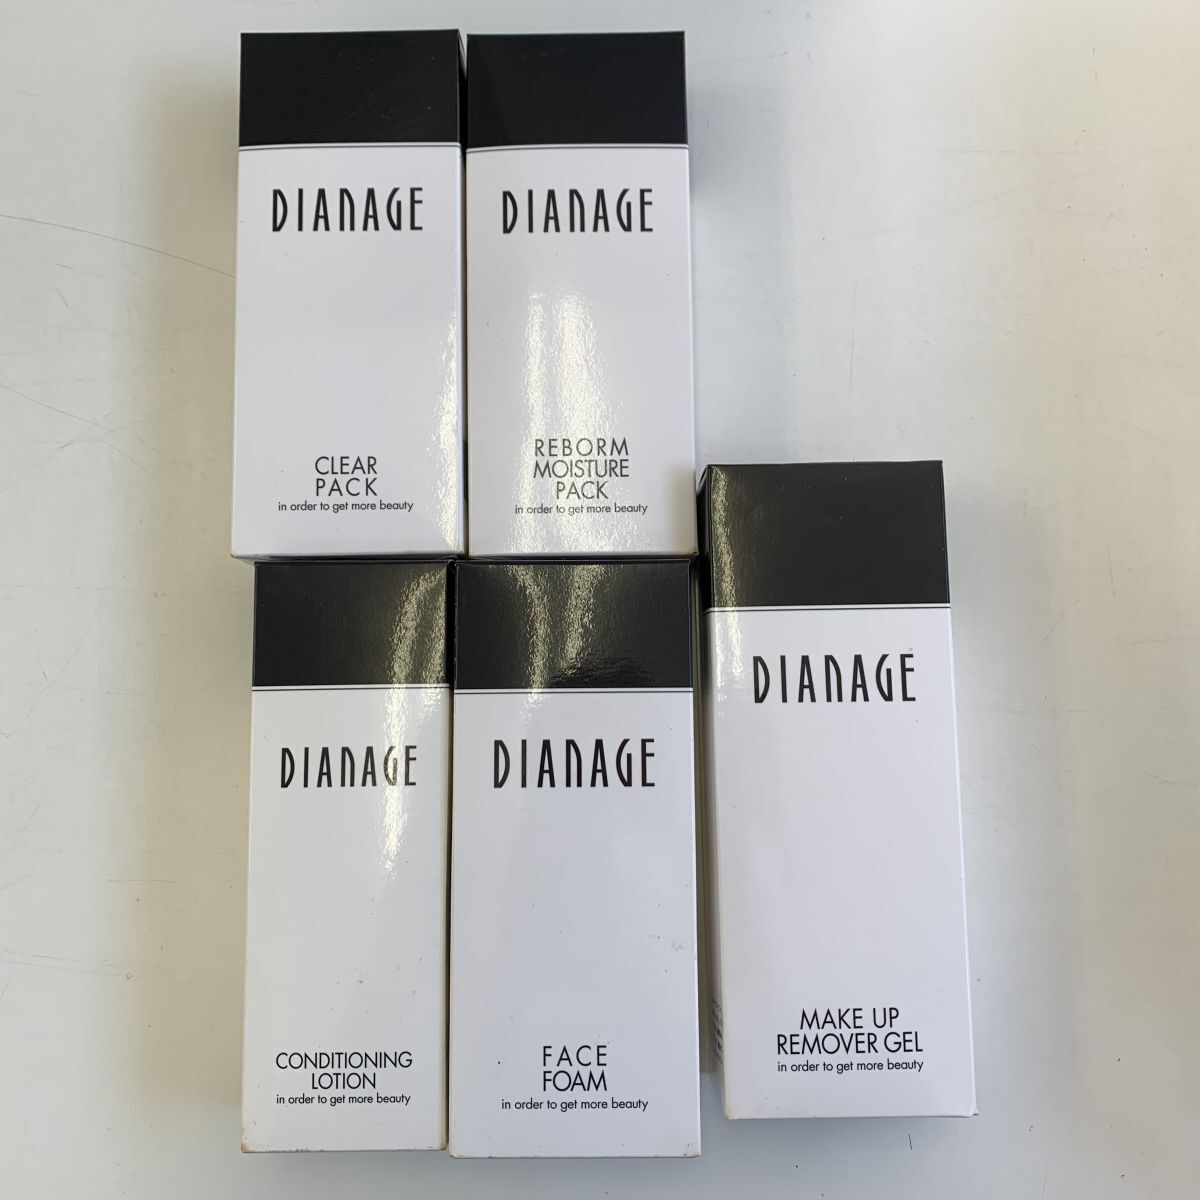 DIANAGE
CLEAR
PACK
in order to get more beauty
DIANAGE
REBORM
MOISTURE
PACK
in order to get more beauty
DIANAGE
CONDITIONING
LOTION
in order to get more beauty
DIANAGE
FACE
FOAM
in order to get more beauty
DIANAGE
MAKE UP
REMOVER GEL
in order to get more beauty